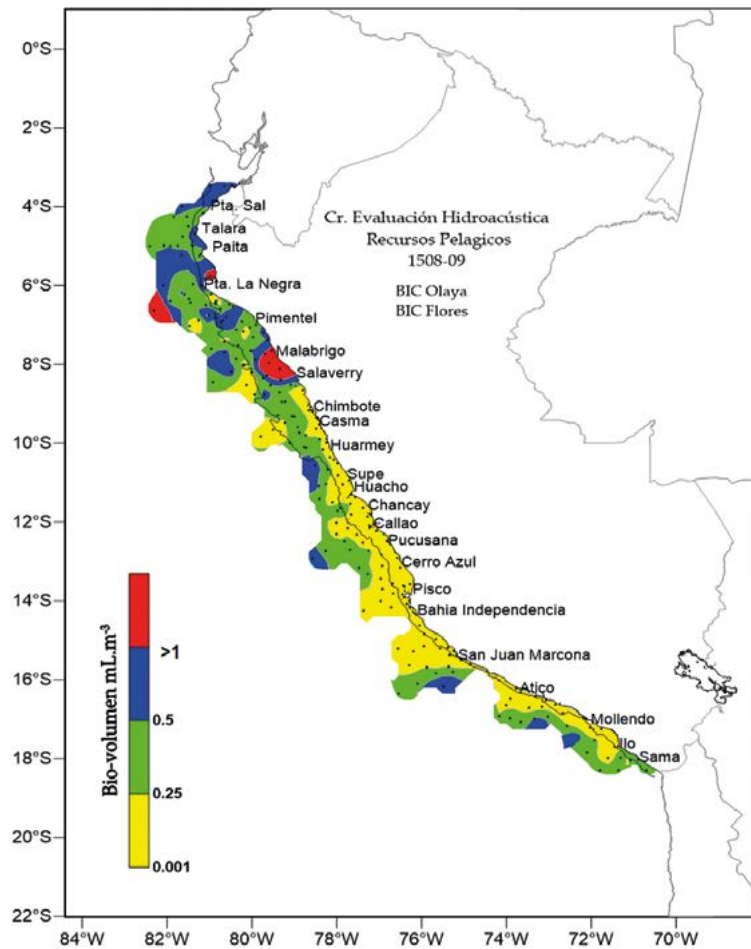 0°S
2°S
4°S
6°S
8°S
10°S
12°S
14°S
16°S
18°S
20°S
22°S
84°W
82°W
80°W
78°W
76°W
74°W
72°W
70°W
Cr. Evaluación Hidroacústica
Recursos Pelagicos
1508-09
BIC Olaya
BIC Flores
Pta. Sal
Talara
Paita
Pta. La Negra
Pimentel
Malabrigo
Salaverry
Chimbote
Casma
Huarmey
Supe
Huacho
Chancay
Callao
Pucusana
Cerro Azul
Pisco
Bahia Independencia
San Juan Marcona
Atico
Mollendo
Ilo
Sama
Bio-volumen mL.m⁻³
>1
0.5
0.25
0.001